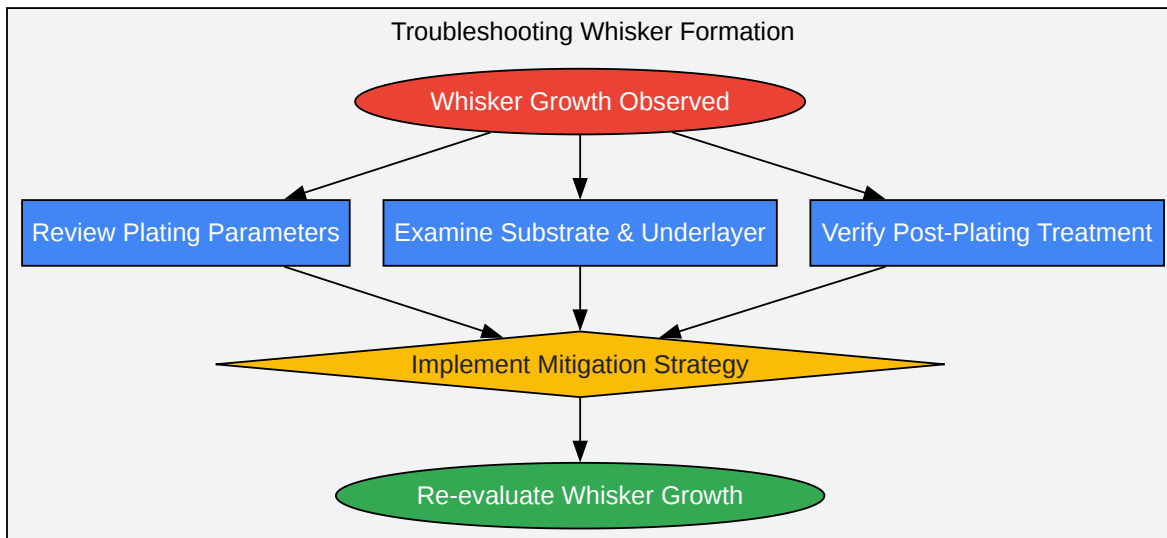 Troubleshooting Whisker Formation
Whisker Growth Observed
Review Plating Parameters
Examine Substrate & Underlayer
Verify Post-Plating Treatment
Implement Mitigation Strategy
Re-evaluate Whisker Growth